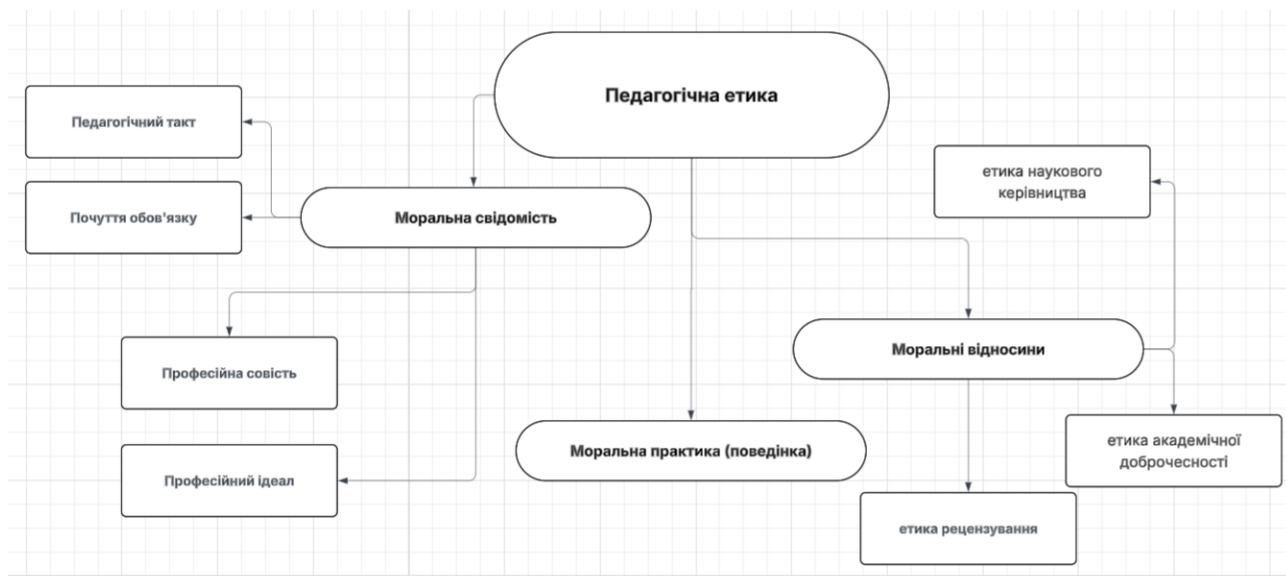 Педагогічна етика
Педагогічний такт
етика наукового
керівництва
Почуття обов'язку
Моральна свідомість
Моральні відносини
Професійна совість
Моральна практика (поведінка)
етика академічної
доброчесності
Професійний ідеал
етика рецензування